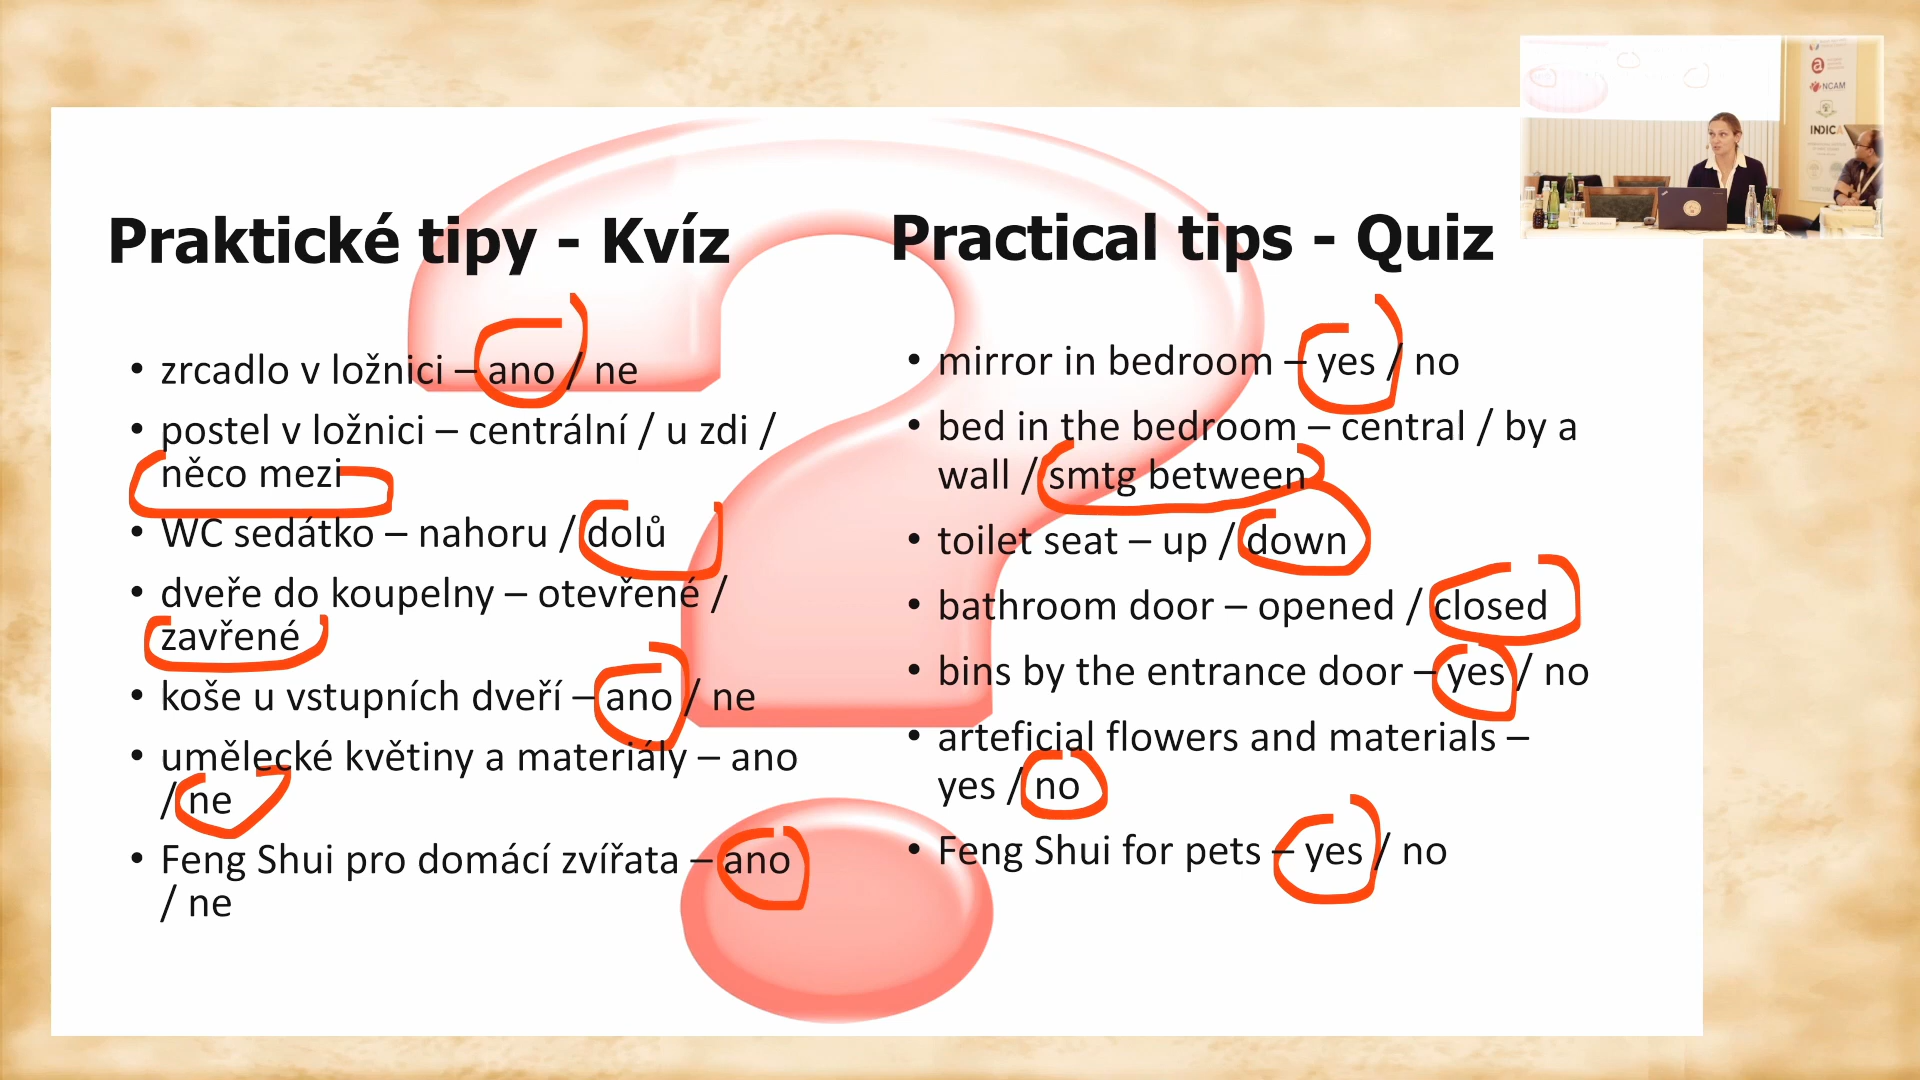 Praktické tipy - Kvíz
zrcadlo v ložnici – ano / ne
postel v ložnici – centrální / u zdi /
něco mezi
WC sedátko – nahoru / dolů
dveře do koupelny – otevřené /
zavřené
koše u vstupních dveří – ano / ne
umělecké květiny a materiály – ano
/ ne
Feng Shui pro domácí zvířata – ano
/ ne
Practical tips - Quiz
mirror in bedroom – yes / no
bed in the bedroom – central / by a
wall / smtg between
toilet seat – up / down
bathroom door – opened / closed
bins by the entrance door – yes / no
arteficial flowers and materials –
yes / no
Feng Shui for pets – yes / no
a
NCAM
INDICA